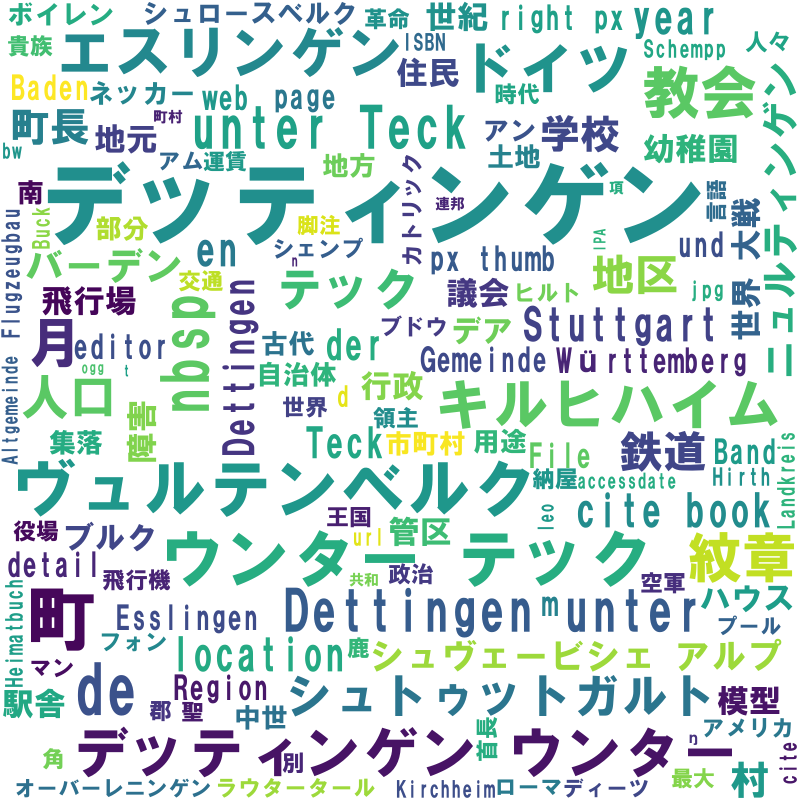 ボイレン
シュロースベルク
革命
世紀
right px
year
貴族
エスリンゲン
ISBN
ドイツ
Schempp
人々
住民
教会
Baden
ネッカー
web
page
時代
町村
町長
地元
unter Teck
アン
学校
幼稚園
ニュルティンゲン
bw
アム
運賃
地方
カトリック
土地
デッティンゲン
項
言語
南
Buck
部分
連邦
脚注
大戦
Altgemeinde
Flugzeugbau
en
シェンプ
n
IPA
und
バーデン
交通
テック
px thumb
地区
世界
飛行場
議会
ヒルト
jpg
nbsp
Dettingen
月
editor
古代
der
ブドウ
デア
Stuttgart
ogg
t
自治体
Gemeinde
Württemberg
人口
障害
世界
d
行政
領主
キルヒハイム
集落
Teck
市町村
用途
File
鉄道
Band
Hirth
Landkreis
納屋
accessdate
ヴュルテンベルク
leo
cite book
役場
ブルク
王国
url
管区
detail
飛行機
ウンター テック
共和
政治
空軍
紋章
Heimatbuch
町
Esslingen
Dettingen
m
unter
ハウス
プール
フォン
マン
location
鹿
シュヴェービシェ アルプ
駅舎
de
Region
シュトゥットガルト
模型
郡
聖
中世
首長
アメリカ
り
角
デッティンゲン ウンター
別
村
cite
最大
オーバーレニンゲン
ラウタータール
Kirchheim
ローマ
ディーツ